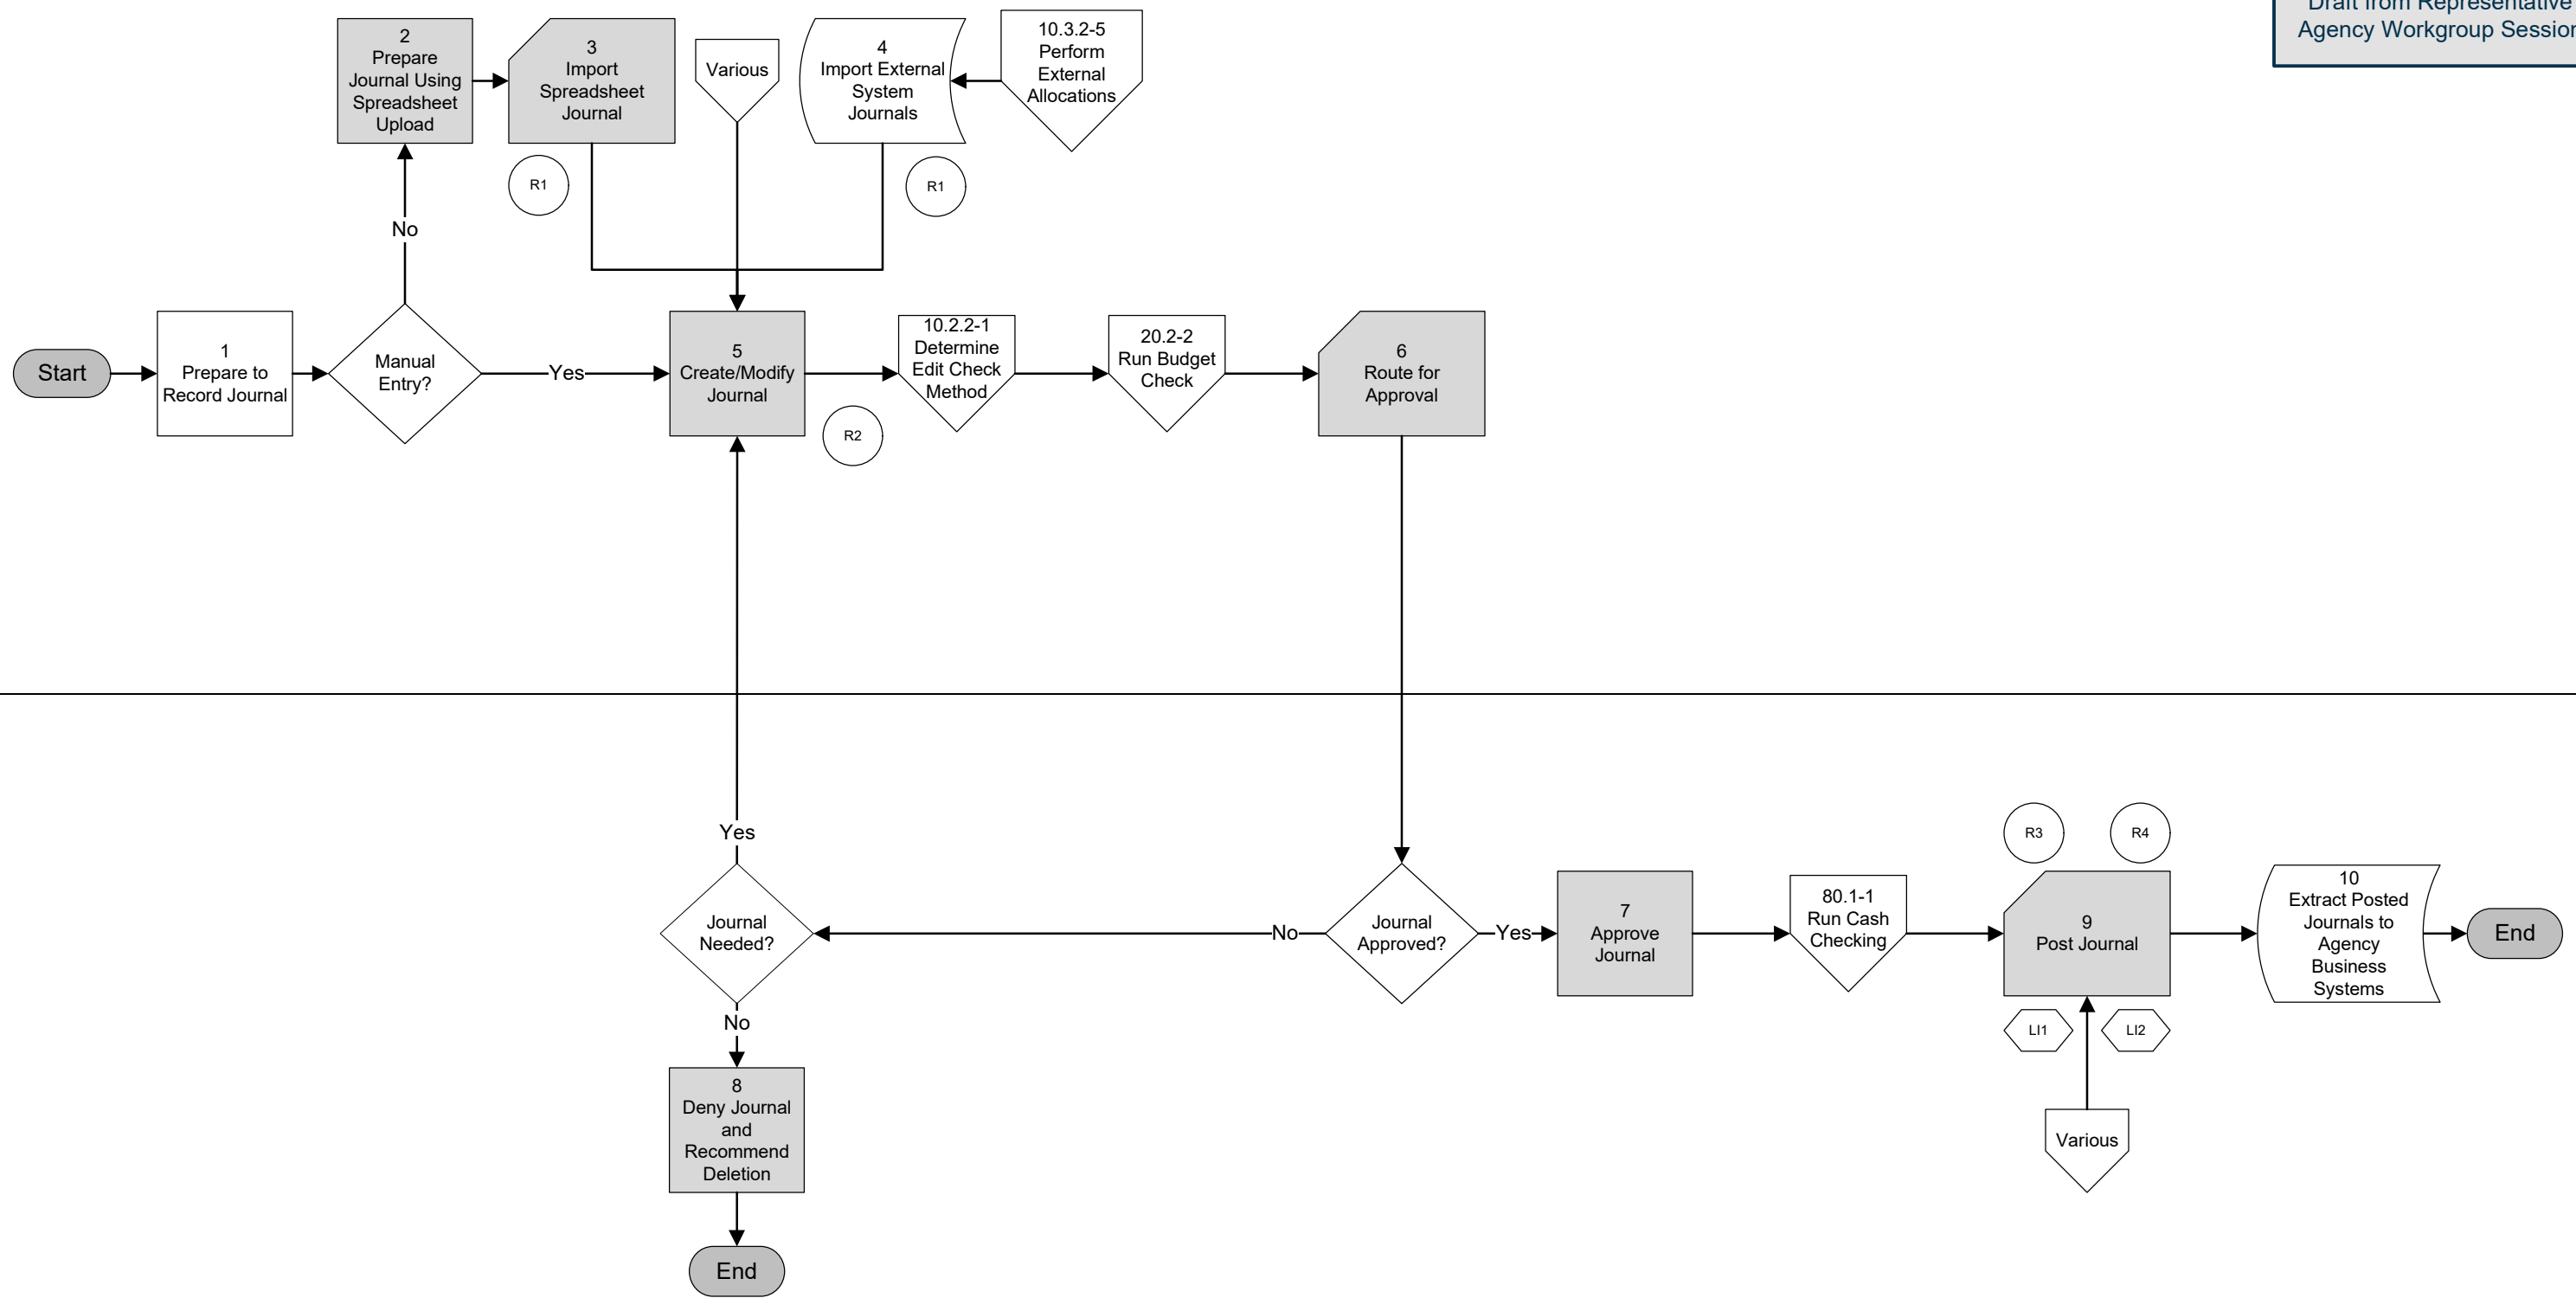 Draft from Representative
Agency Workgroup Session
2
Prepare
Journal Using
Spreadsheet
Upload
3
Import
Spreadsheet
Journal
Various
4
Import External
System
Journals
10.3.2-5
Perform
External
Allocations
R1
R1
No
Start
1
Prepare to
Record Journal
Manual
Entry?
Yes
5
Create/Modify
Journal
R2
10.2.2-1
Determine
Edit Check
Method
20.2-2
Run Budget
Check
6
Route for
Approval
Yes
Journal
Needed?
No
Journal
Approved?
Yes
7
Approve
Journal
80.1-1
Run Cash
Checking
R3
R4
9
Post Journal
10
Extract Posted
Journals to
Agency
Business
Systems
End
No
LI1
LI2
8
Deny Journal
and
Recommend
Deletion
Various
End